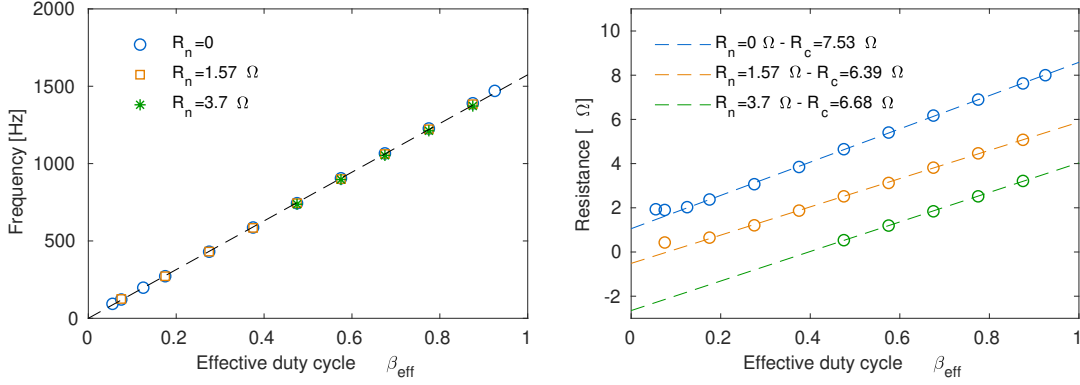 2000
1500
1000
500
0
Frequency [Hz]
R_n=0
R_n=1.57 Ω
R_n=3.7 Ω
0 0.2 0.4 0.6 0.8 1
Effective duty cycle β_eff
10
8
6
4
2
0
-2
Resistance [ Ω]
R_n=0 Ω - R_c=7.53 Ω
R_n=1.57 Ω - R_c=6.39 Ω
R_n=3.7 Ω - R_c=6.68 Ω
0 0.2 0.4 0.6 0.8 1
Effective duty cycle β_eff